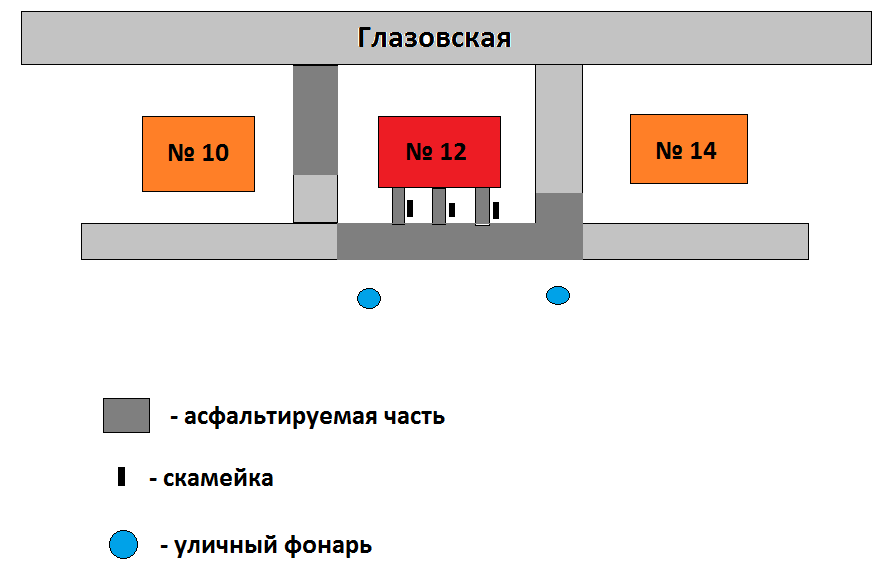 Глазовская
№ 10
№ 12
№ 14
- асфальтируемая часть
- скамейка
- уличный фонарь